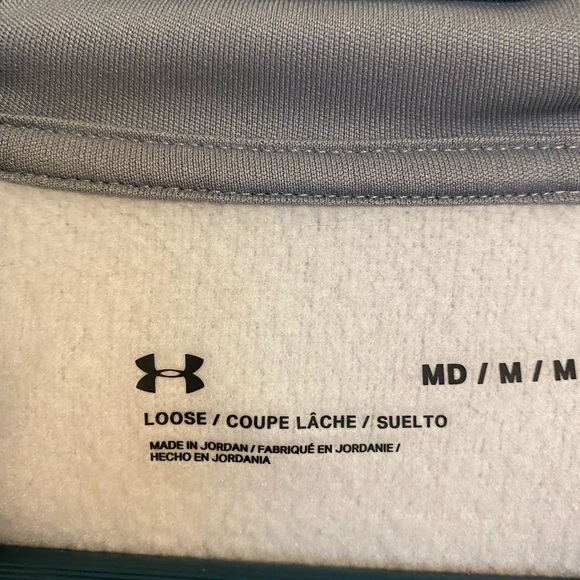 MD / M / M
LOOSE / COUPE LÂCHE / SUELTO
MADE IN JORDAN / FABRIQUÉ EN JORDANIE /
HECHO EN JORDANIA